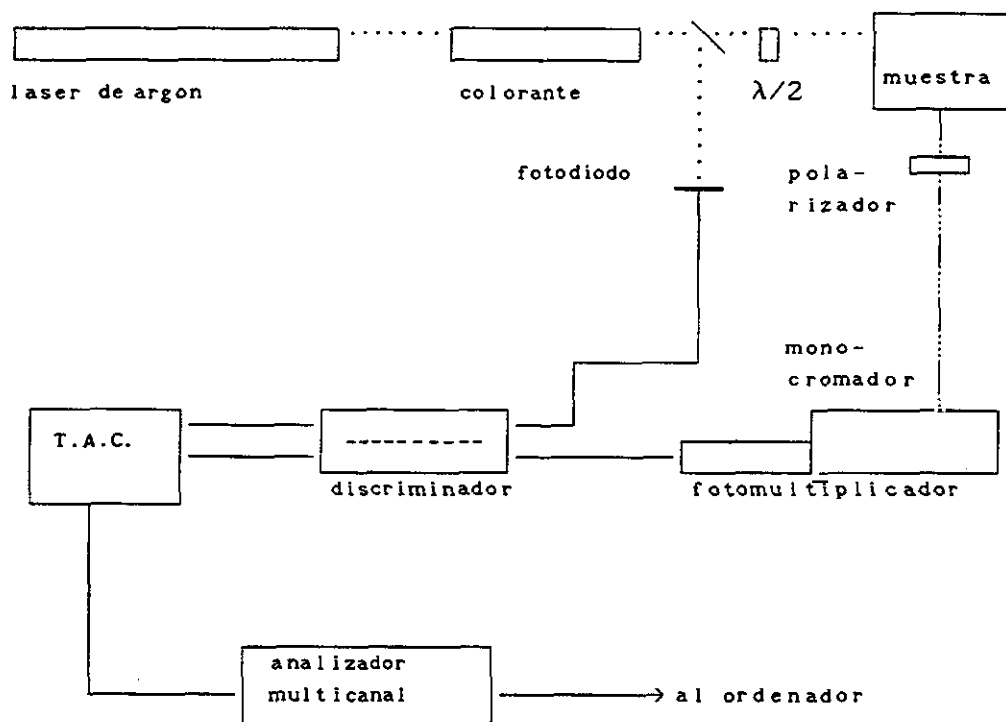 laser de argon
colorante
λ/2
muestra
fotodiodo
pola-
rizador
mono-
cromador
T.A.C.
discriminador
fotomultiplicador
analizador
multicanal
al ordenador